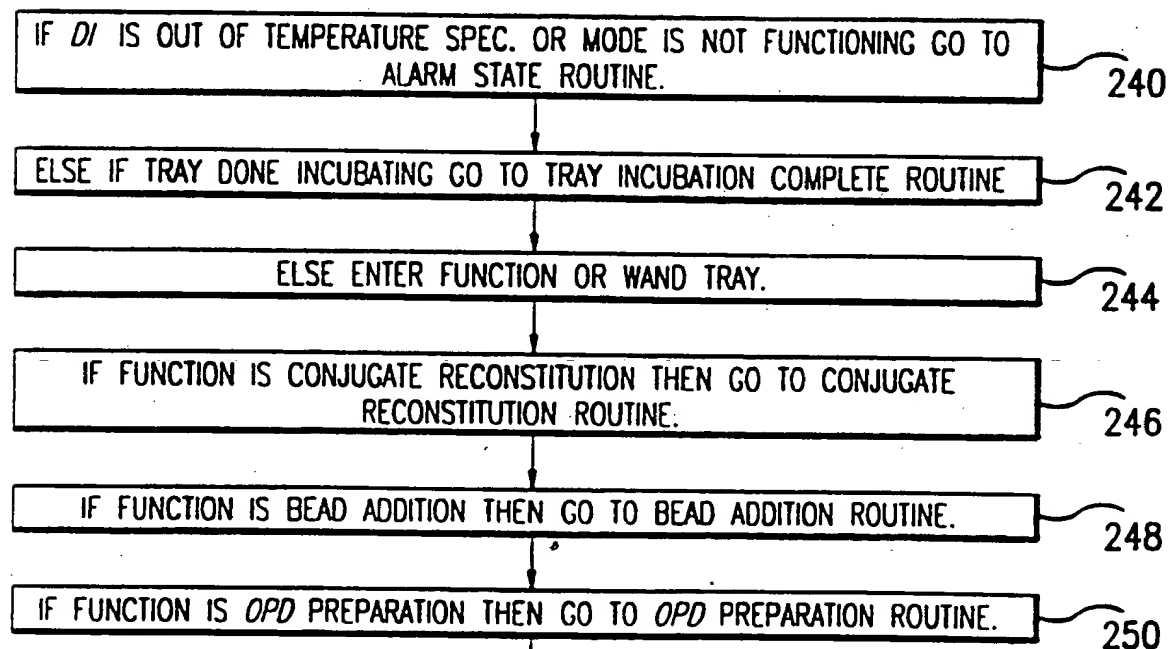 IF DI IS OUT OF TEMPERATURE SPEC. OR MODE IS NOT FUNCTIONING GO TO
ALARM STATE ROUTINE.
240
ELSE IF TRAY DONE INCUBATING GO TO TRAY INCUBATION COMPLETE ROUTINE
242
ELSE ENTER FUNCTION OR WAND TRAY.
244
IF FUNCTION IS CONJUGATE RECONSTITUTION THEN GO TO CONJUGATE
RECONSTITUTION ROUTINE.
246
IF FUNCTION IS BEAD ADDITION THEN GO TO BEAD ADDITION ROUTINE.
248
IF FUNCTION IS OPD PREPARATION THEN GO TO OPD PREPARATION ROUTINE.
250